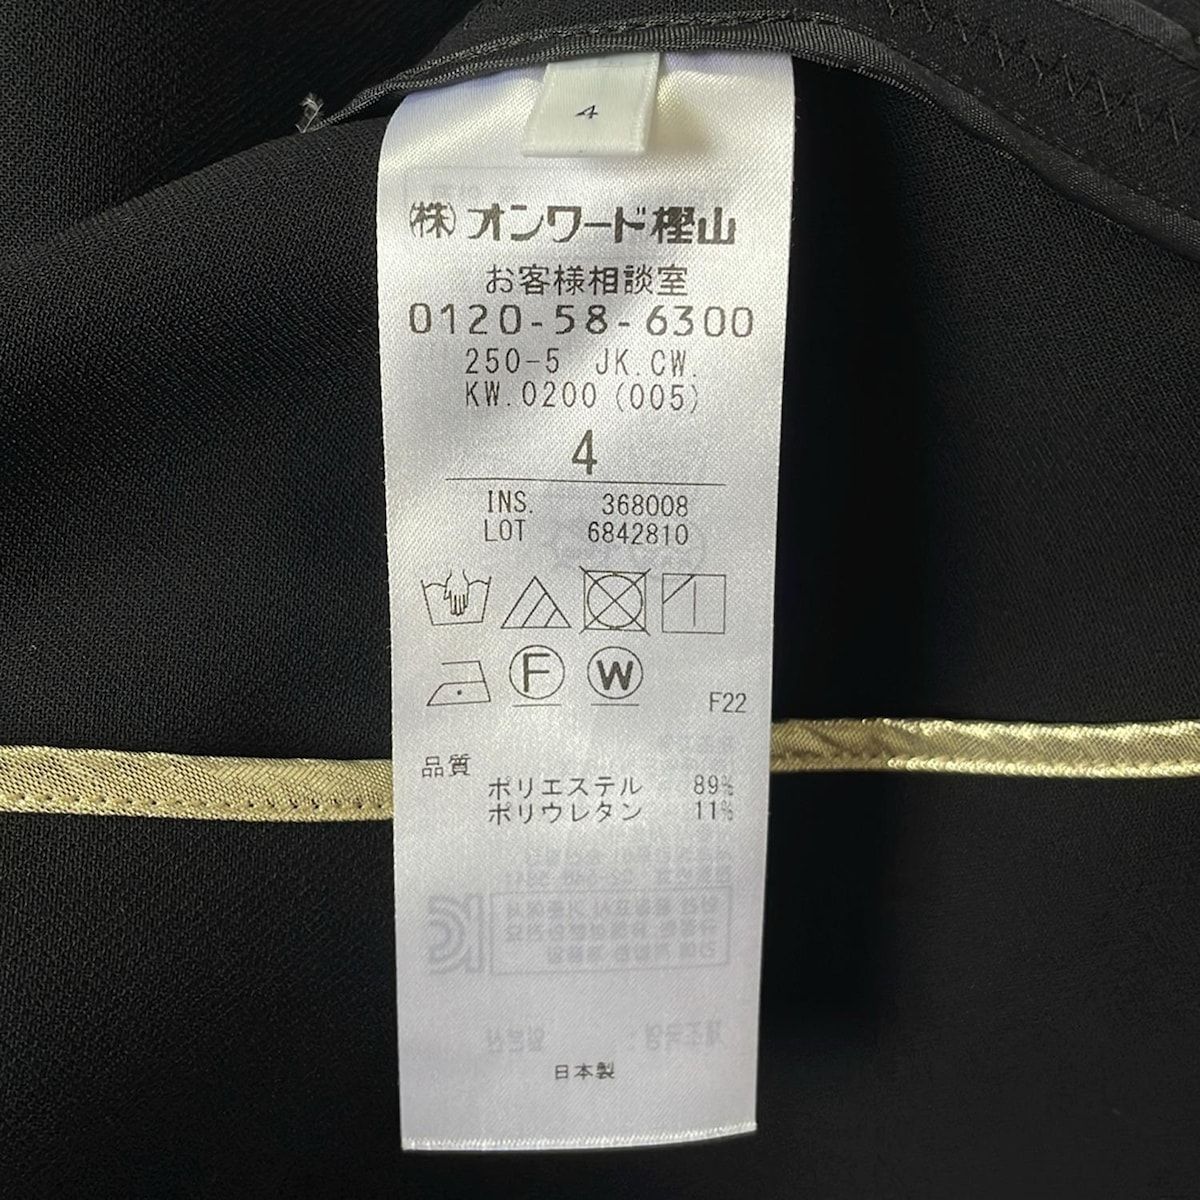 4
㈱オンワード樫山
お客様相談室
0120-58-6300
250-5 JK.CW.
KW.0200 (005)
4
INS. 368008
LOT 6842810
F W
F22
品質
ポリエステル 89%
ポリウレタン 11%
日本製